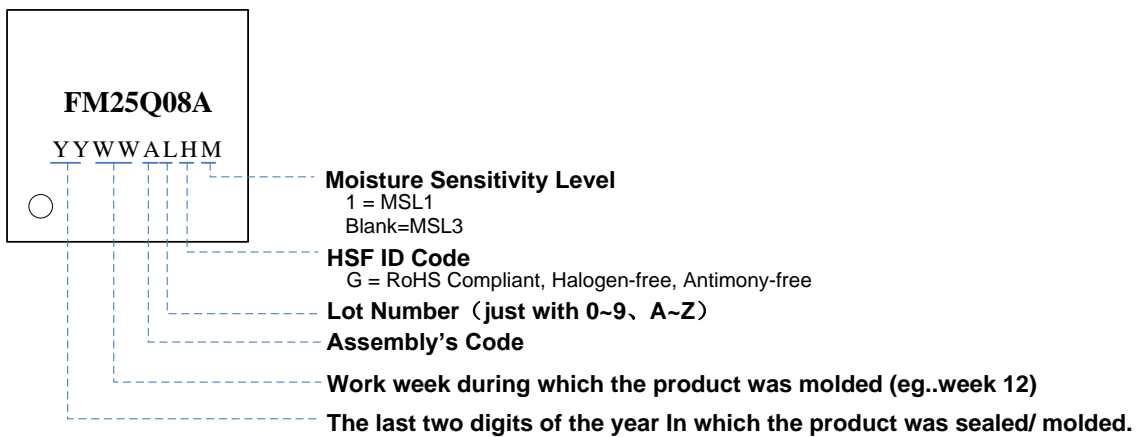 FM25Q08A
YYWWALHM
Moisture Sensitivity Level
1 = MSL1
Blank=MSL3
HSF ID Code
G = RoHS Compliant, Halogen-free, Antimony-free
Lot Number（just with 0~9、A~Z）
Assembly's Code
Work week during which the product was molded (eg..week 12)
The last two digits of the year In which the product was sealed/ molded.